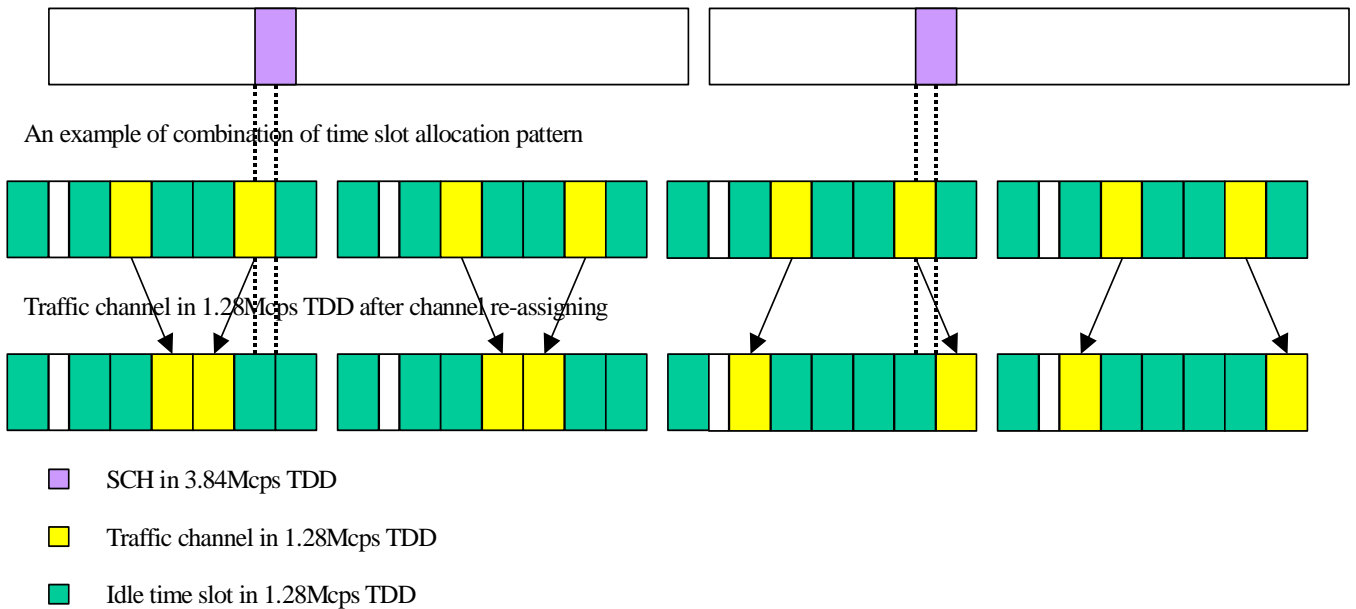 An example of combination of time slot allocation pattern
Traffic channel in 1.28Mcps TDD after channel re-assigning
SCH in 3.84Mcps TDD
Traffic channel in 1.28Mcps TDD
Idle time slot in 1.28Mcps TDD